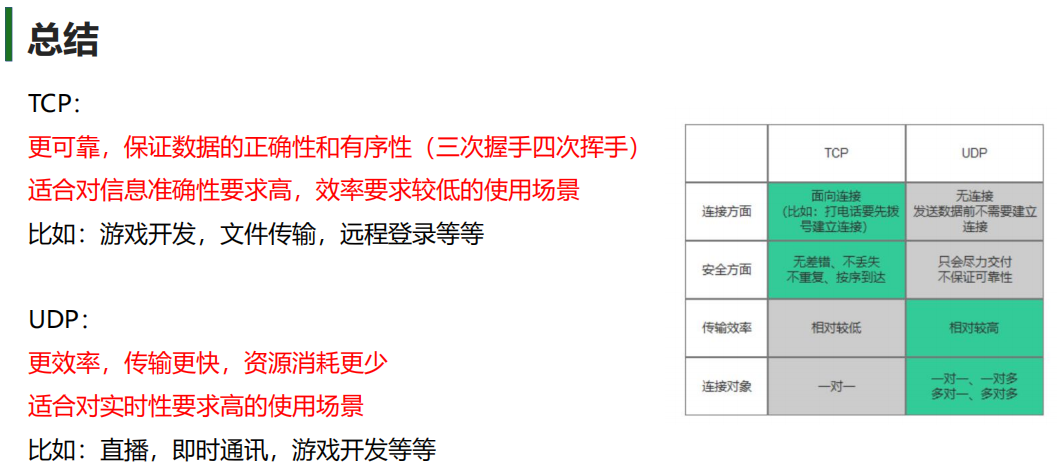 总结
TCP：
更可靠，保证数据的正确性和有序性（三次握手四次挥手）
适合对信息准确性要求高，效率要求较低的使用场景
比如：游戏开发，文件传输，远程登录等等
UDP：
更效率，传输更快，资源消耗更少
适合对实时性要求高的使用场景
比如：直播，即时通讯，游戏开发等等
TCP UDP
连接方面
面向连接
（比如：打电话要先拨
号建立连接）
无连接
发送数据前不需要建立
连接
安全方面
无差错、不丢失
不重复、按序到达
只会尽力交付
不保证可靠性
传输效率 相对较低 相对较高
连接对象
一对一
一对一、一对多
多对一、多对多